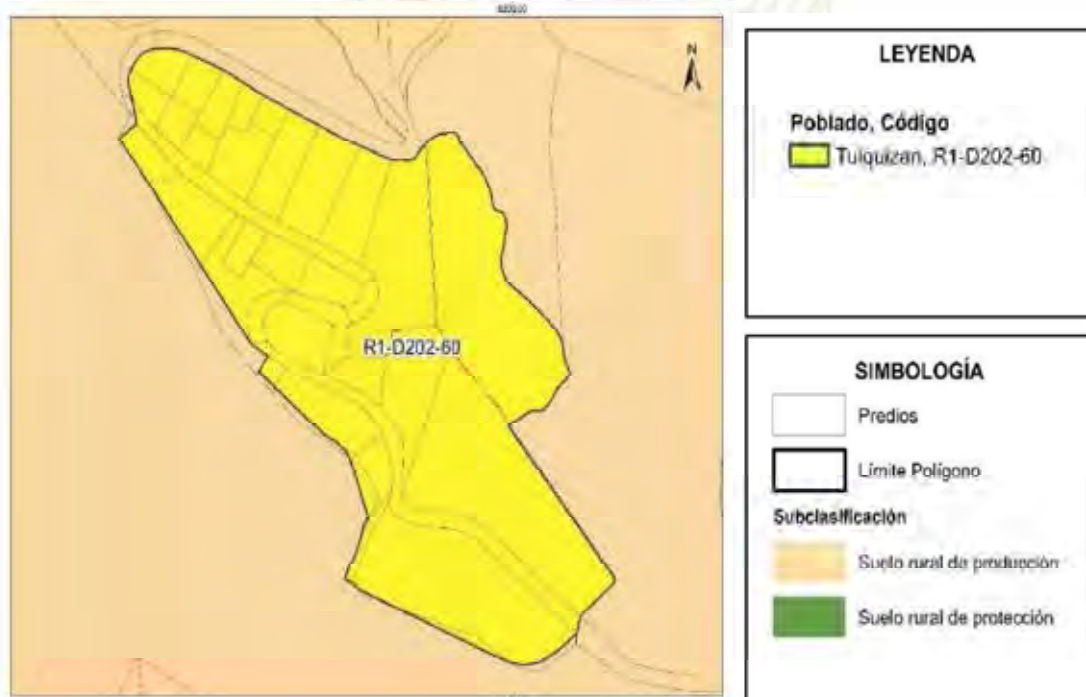 N
R1-D202-60
LEYENDA
Poblado, Código
Tulquizan, R1-D202-60
SIMBOLOGÍA
Predios
Límite Polígono
Subclasificación
Suelo rural de producción
Suelo rural de protección